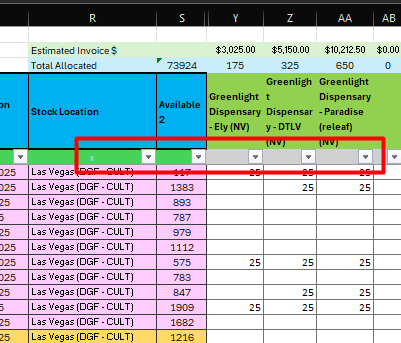 R S Y Z AA AB
Estimated Invoice $ $3,025.00 $5,150.00 $10,212.50 $0.00
Total Allocated 73924 175 325 650 0
on Stock Location Available 2 Greenlight Dispensary - Ely (NV) Greenlight Dispensary - DTLV (NV) Greenlight Dispensary - Paradise (releaf) (NV)
x
025 Las Vegas (DGF - CULT) 117 25 25 25
025 Las Vegas (DGF - CULT) 1383 25 25
25 Las Vegas (DGF - CULT) 893
5 Las Vegas (DGF - CULT) 787
25 Las Vegas (DGF - CULT) 979
025 Las Vegas (DGF - CULT) 1112
025 Las Vegas (DGF - CULT) 575 25 25 25
025 Las Vegas (DGF - CULT) 783
25 Las Vegas (DGF - CULT) 847 25 25
5 Las Vegas (DGF - CULT) 1909 25 25 25
025 Las Vegas (DGF - CULT) 1682
025 Las Vegas (DGF - CULT) 1216